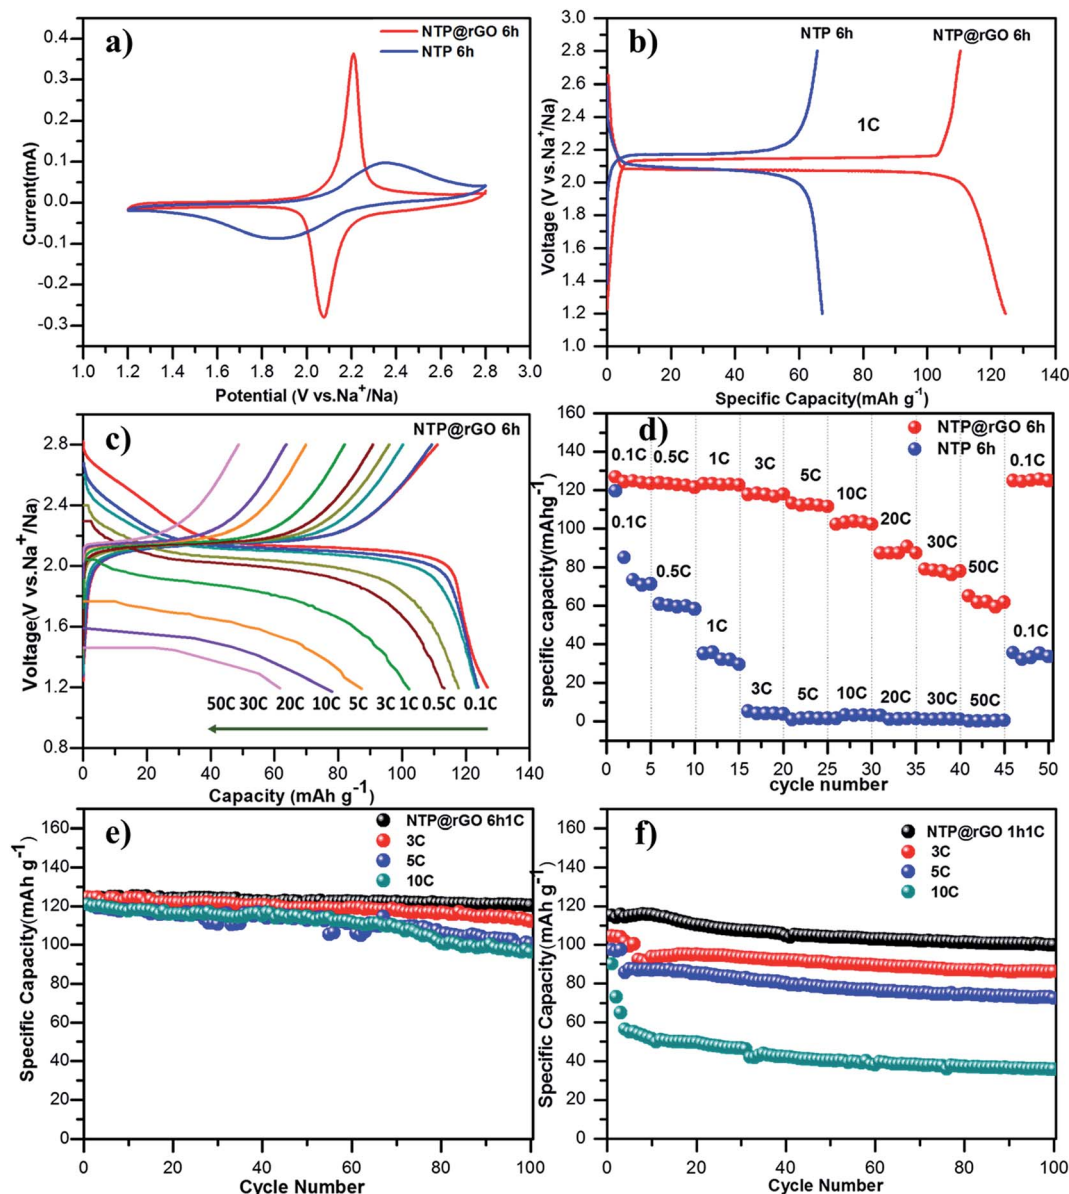 a)
NTP@rGO 6h
NTP 6h
0.4
0.3
0.2
0.1
0.0
-0.1
-0.2
-0.3
Current(mA)
1.0 1.2 1.4 1.6 1.8 2.0 2.2 2.4 2.6 2.8 3.0
Potential (V vs.Na⁺/Na)
b)
NTP 6h
NTP@rGO 6h
1C
3.0
2.8
2.6
2.4
2.2
2.0
1.8
1.6
1.4
1.2
1.0
Voltage (V vs.Na⁺/Na)
0 20 40 60 80 100 120 140
Specific Capacity(mAh g⁻¹)
c)
NTP@rGO 6h
2.8
2.4
2.0
1.6
1.2
0.8
Voltage(V vs.Na⁺/Na)
50C 30C 20C 10C 5C 3C 1C 0.5C 0.1C
0 20 40 60 80 100 120 140
Capacity (mAh g⁻¹)
d)
NTP@rGO 6h
NTP 6h
160
140
120
100
80
60
40
20
0
specific capacity(mAhg⁻¹)
0.1C 0.5C 1C 3C 5C 10C 20C 30C 50C 0.1C
0.1C 0.5C 1C 3C 5C 10C 20C 30C 50C 0.1C
0 5 10 15 20 25 30 35 40 45 50
cycle number
e)
NTP@rGO 6h1C
3C
5C
10C
160
140
120
100
80
60
40
20
0
Specific Capacity(mAh g⁻¹)
0 20 40 60 80 100
Cycle Number
f)
NTP@rGO 1h1C
3C
5C
10C
160
140
120
100
80
60
40
20
0
Specific Capacity(mAh g⁻¹)
0 20 40 60 80 100
Cycle Number